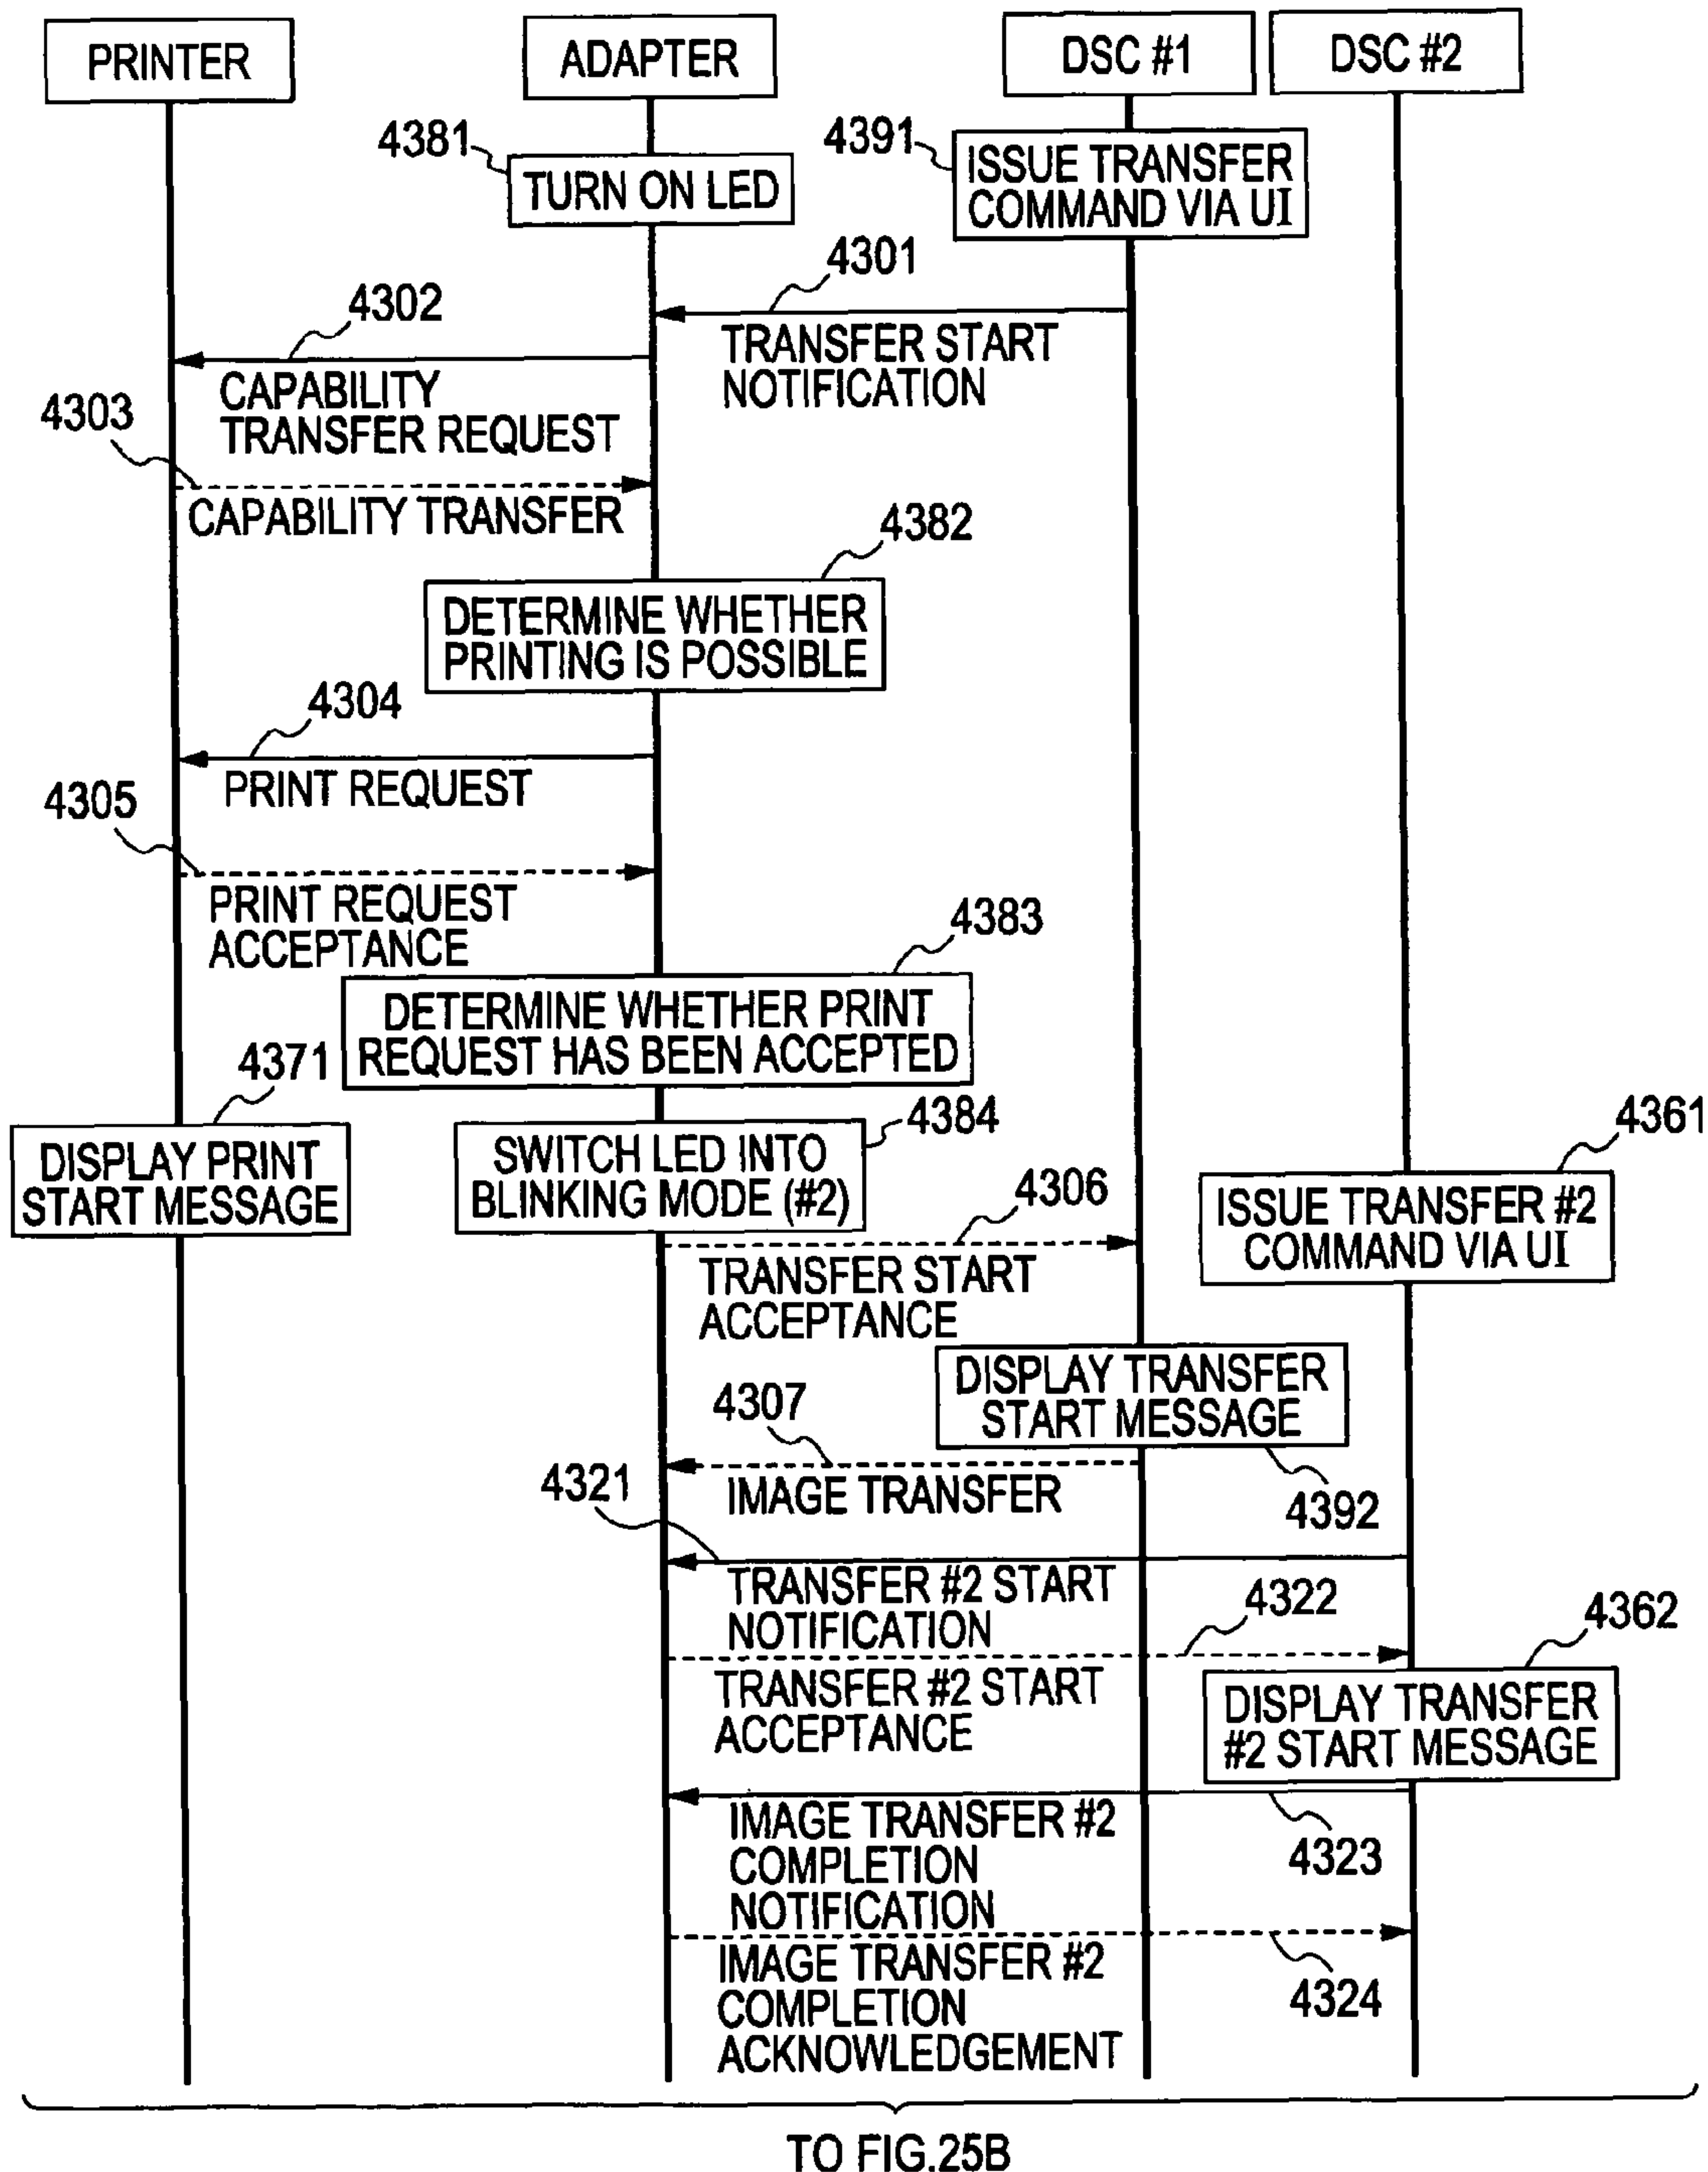 PRINTER
ADAPTER
DSC #1
DSC #2
4381
TURN ON LED
4391
ISSUE TRANSFER
COMMAND VIA UI
4301
TRANSFER START
NOTIFICATION
4302
CAPABILITY
TRANSFER REQUEST
4303
CAPABILITY TRANSFER
4382
DETERMINE WHETHER
PRINTING IS POSSIBLE
4304
PRINT REQUEST
4305
PRINT REQUEST
ACCEPTANCE
4383
DETERMINE WHETHER PRINT
REQUEST HAS BEEN ACCEPTED
4371
DISPLAY PRINT
START MESSAGE
4384
SWITCH LED INTO
BLINKING MODE (#2)
4361
ISSUE TRANSFER #2
COMMAND VIA UI
4306
TRANSFER START
ACCEPTANCE
DISPLAY TRANSFER
START MESSAGE
4392
4307
IMAGE TRANSFER
4321
TRANSFER #2 START
NOTIFICATION
4322
TRANSFER #2 START
ACCEPTANCE
4362
DISPLAY TRANSFER
#2 START MESSAGE
IMAGE TRANSFER #2
COMPLETION
NOTIFICATION
4323
IMAGE TRANSFER #2
COMPLETION
ACKNOWLEDGEMENT
4324
TO FIG.25B